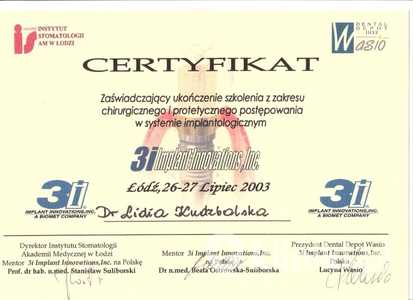 INSTYTUT
STOMATOLOGII
AM W ŁODZI
DENTAL
DEPOT
CERTYFIKAT
Zaświadczający ukończenie szkolenia z zakresu
chirurgicznego i protetycznego postępowania
w systemie implantologicznym
3i Implant Innovations, Inc.
Łódź, 26-27 Lipiec 2003
3i
IMPLANT INNOVATIONS, INC.
A BIOMET COMPANY
Dr Lidia
3i
IMPLANT INNOVATIONS, INC.
A BIOMET COMPANY
Dyrektor Instytutu Stomatologii
Akademii Medycznej w Łodzi
Mentor 3i Implant Innovations, Inc. na Polskę
Prof. dr hab. n. med. Stanisław Suliborski
Mentor 3i Implant Innovations, Inc.
na Polskę
Dr n.med. Beata Ostrowska-Suliborska
Prezydent Dental Depot Wasio
3i Implant Innovations, Inc.
Polska
Lucyna Wasio